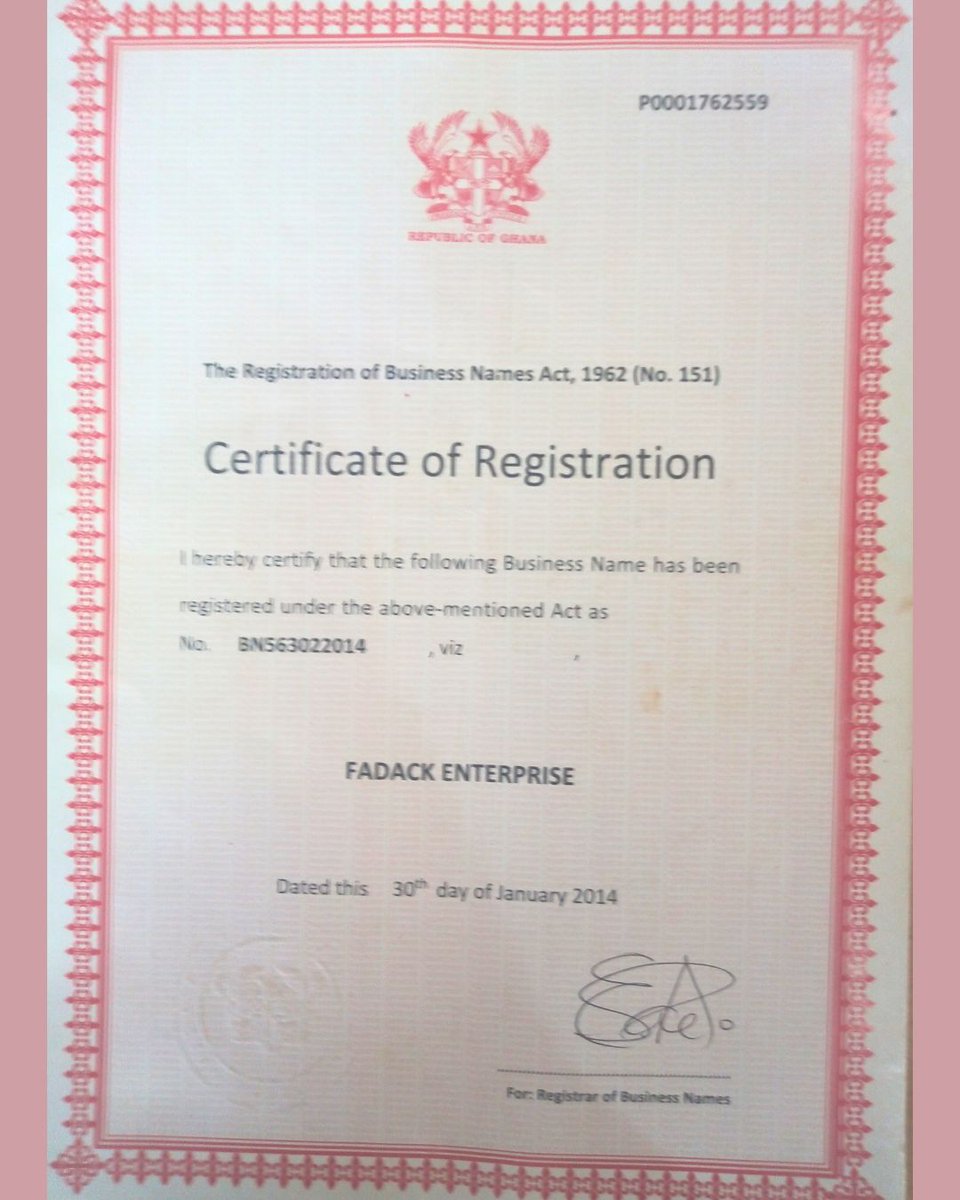 P0001762559
REPUBLIC OF GHANA
The Registration of Business Names Act, 1962 (No. 151)
Certificate of Registration
I hereby certify that the following Business Name has been
registered under the above-mentioned Act as
No. BN563022014 , viz ,
FADACK ENTERPRISE
Dated this 30th day of January 2014
For: Registrar of Business Names